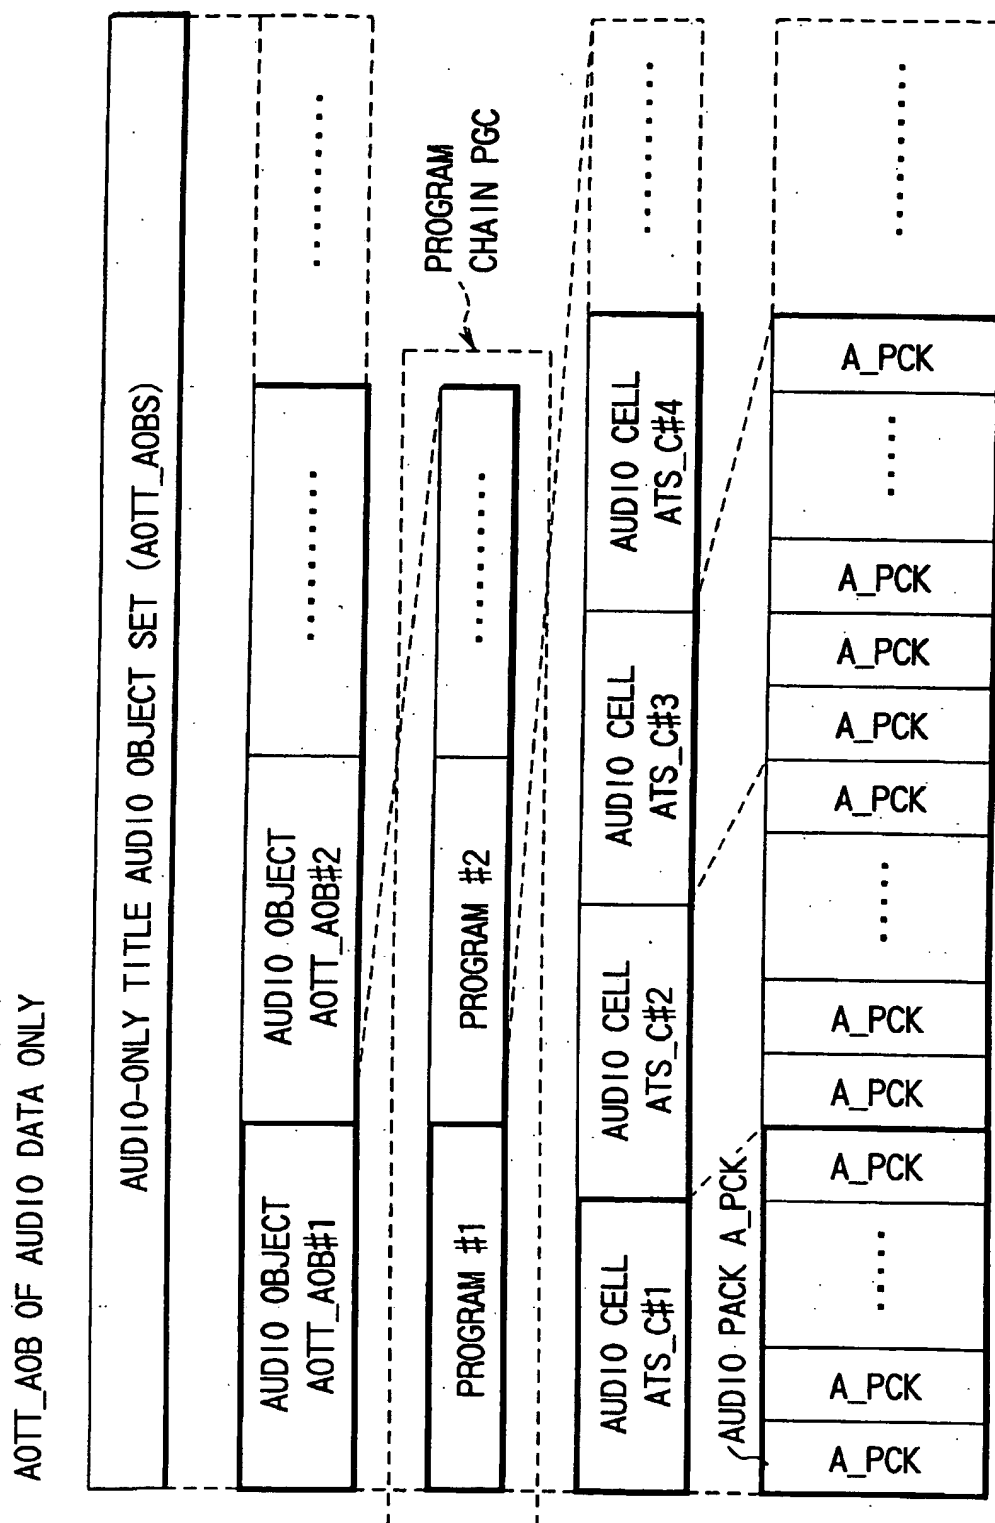 AOTT_AOB OF AUDIO DATA ONLY
AUDIO-ONLY TITLE AUDIO OBJECT SET (AOTT_AOBS)
AUDIO OBJECT
AOTT_AOB#1
AUDIO OBJECT
AOTT_AOB#2
..........
..........
PROGRAM
CHAIN PGC
PROGRAM #1
PROGRAM #2
..........
AUDIO CELL
ATS_C#1
AUDIO CELL
ATS_C#2
AUDIO CELL
ATS_C#3
AUDIO CELL
ATS_C#4
..........
AUDIO PACK A_PCK
A_PCK
A_PCK
.....
A_PCK
A_PCK
A_PCK
.....
A_PCK
A_PCK
A_PCK
A_PCK
.....
A_PCK
..........